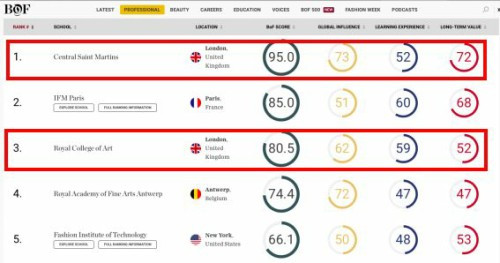 BOF LATEST PROFESSIONAL BEAUTY CAREERS EDUCATION VOICES BOF 500 NEW FASHION WEEK PODCASTS
RANK # SCHOOL LOCATION BoF SCORE GLOBAL INFLUENCE LEARNING EXPERIENCE LONG-TERM VALUE
1. Central Saint Martins London, United Kingdom 95.0 73 52 72
2. IFM Paris Paris, France 85.0 51 60 68
EXPLORE SCHOOL FULL RANKING INFORMATION
3. Royal College of Art London, United Kingdom 80.5 62 59 52
4. Royal Academy of Fine Arts Antwerp Antwerp, Belgium 74.4 72 47 47
5. Fashion Institute of Technology New York, United States 66.1 50 48 53
EXPLORE SCHOOL FULL RANKING INFORMATION